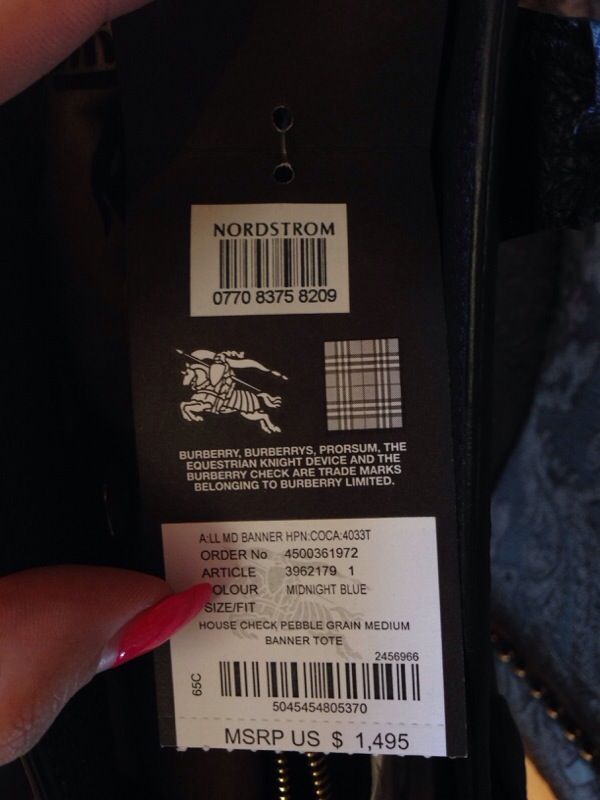 NORDSTROM
0770 8375 8209
BURBERRY, BURBERRYS, PRORSUM, THE
EQUESTRIAN KNIGHT DEVICE AND THE
BURBERRY CHECK ARE TRADE MARKS
BELONGING TO BURBERRY LIMITED.
A:LL MD BANNER HPN:COCA:4033T
ORDER No 4500361972
ARTICLE 3962179 1
OLOUR MIDNIGHT BLUE
SIZE/FIT
HOUSE CHECK PEBBLE GRAIN MEDIUM
BANNER TOTE
2456966
65C
5045454805370
MSRP US $ 1,495